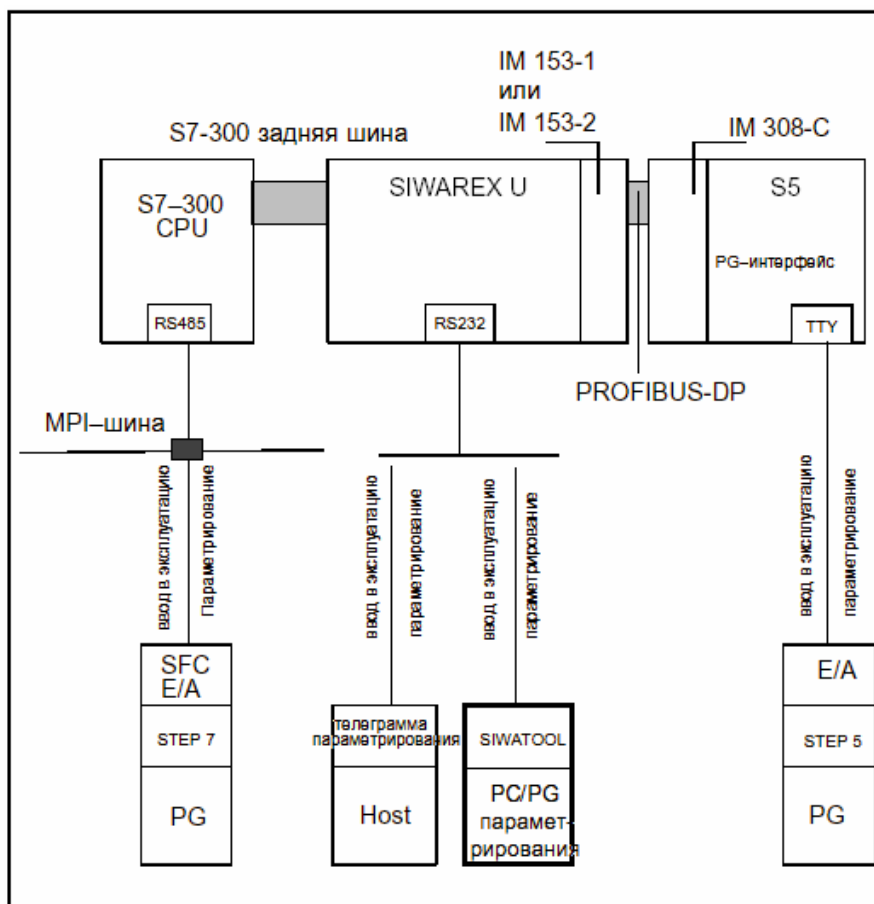 IM 153-1
или
IM 153-2
S7-300 задняя шина
IM 308-C
S7–300
CPU
SIWAREX U
S5
PG–интерфейс
RS485
RS232
TTY
PROFIBUS-DP
MPI–шина
ввод в эксплуатацию
Параметрирование
ввод в эксплуатацию
параметрирование
ввод в эксплуатацию
параметрирование
ввод в эксплуатацию
параметрирование
SFC
E/A
STEP 7
PG
телеграмма
параметрирования
Host
SIWATOOL
PC/PG
парамет-
рирования
E/A
STEP 5
PG